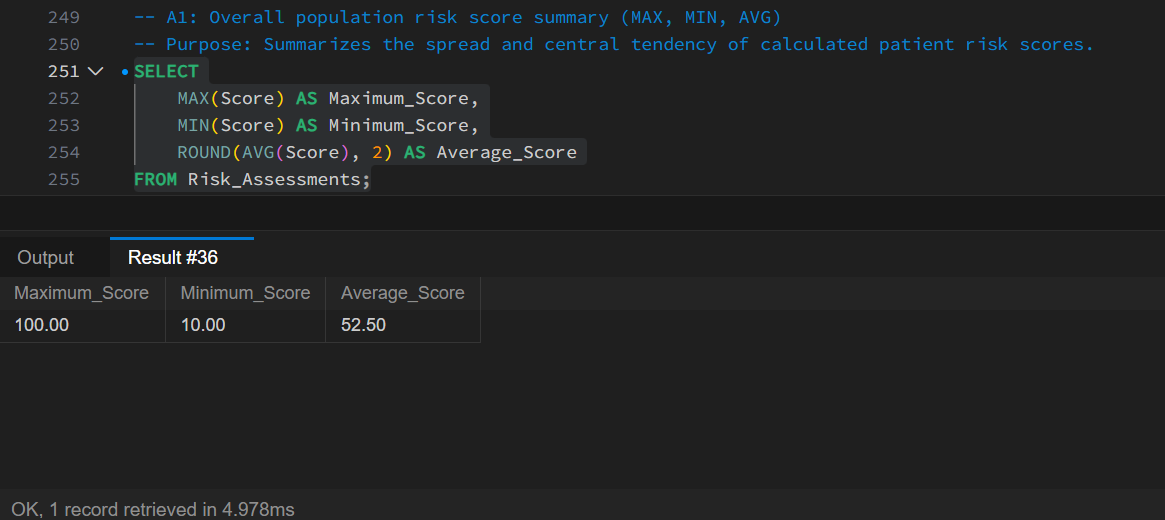 249 -- A1: Overall population risk score summary (MAX, MIN, AVG)
250 -- Purpose: Summarizes the spread and central tendency of calculated patient risk scores.
251 SELECT
252 MAX(Score) AS Maximum_Score,
253 MIN(Score) AS Minimum_Score,
254 ROUND(AVG(Score), 2) AS Average_Score
255 FROM Risk_Assessments;
Output Result #36
Maximum_Score Minimum_Score Average_Score
100.00 10.00 52.50
OK, 1 record retrieved in 4.978ms